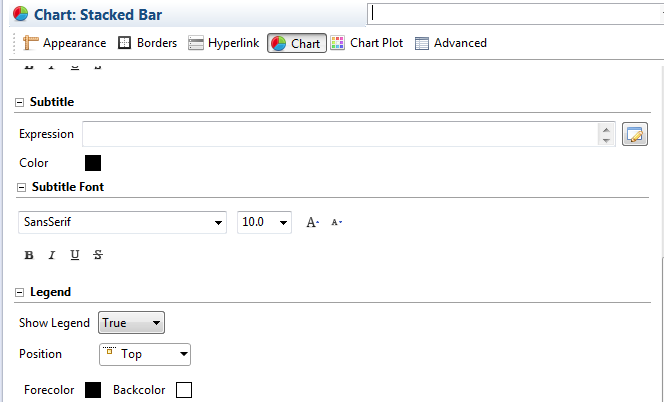 Chart: Stacked Bar
Appearance Borders Hyperlink Chart Chart Plot Advanced
B I U S
Subtitle
Expression
Color
Subtitle Font
SansSerif 10.0 A A
B I U S
Legend
Show Legend True
Position Top
Forecolor Backcolor